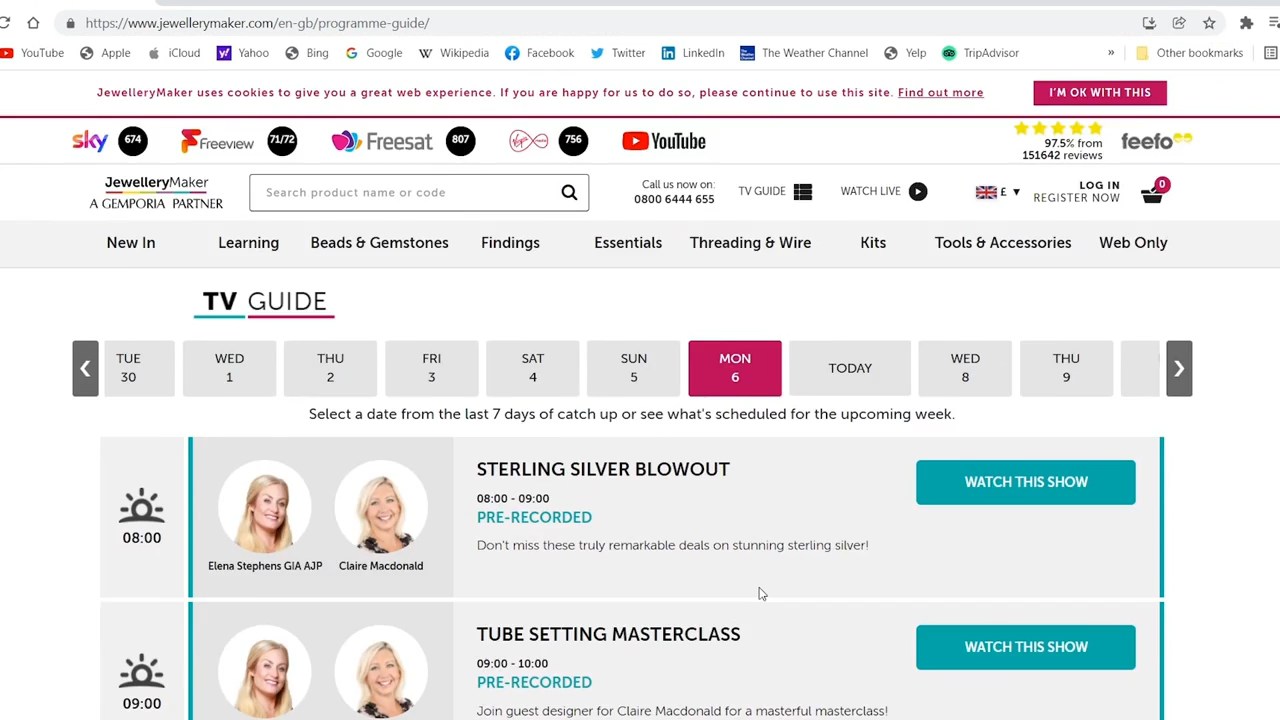 https://www.jewellerymaker.com/en-gb/programme-guide/
YouTube Apple iCloud Yahoo Bing Google Wikipedia Facebook Twitter LinkedIn The Weather Channel Yelp TripAdvisor » Other bookmarks
JewelleryMaker uses cookies to give you a great web experience. If you are happy for us to do so, please continue to use this site. Find out more I'M OK WITH THIS
sky 674 Freeview 71/72 Freesat 807 756 YouTube 97.5% from 151642 reviews feefo
JewelleryMaker
A GEMPORIA PARTNER
Search product name or code
Call us now on:
0800 6444 655
TV GUIDE
WATCH LIVE
£
LOG IN
REGISTER NOW
0
New In Learning Beads & Gemstones Findings Essentials Threading & Wire Kits Tools & Accessories Web Only
TV GUIDE
TUE 30 WED 1 THU 2 FRI 3 SAT 4 SUN 5 MON 6 TODAY WED 8 THU 9
Select a date from the last 7 days of catch up or see what's scheduled for the upcoming week.
08:00
Elena Stephens GIA AJP Claire Macdonald
STERLING SILVER BLOWOUT
08:00 - 09:00
PRE-RECORDED
Don't miss these truly remarkable deals on stunning sterling silver!
WATCH THIS SHOW
09:00
TUBE SETTING MASTERCLASS
09:00 - 10:00
PRE-RECORDED
Join guest designer for Claire Macdonald for a masterful masterclass!
WATCH THIS SHOW